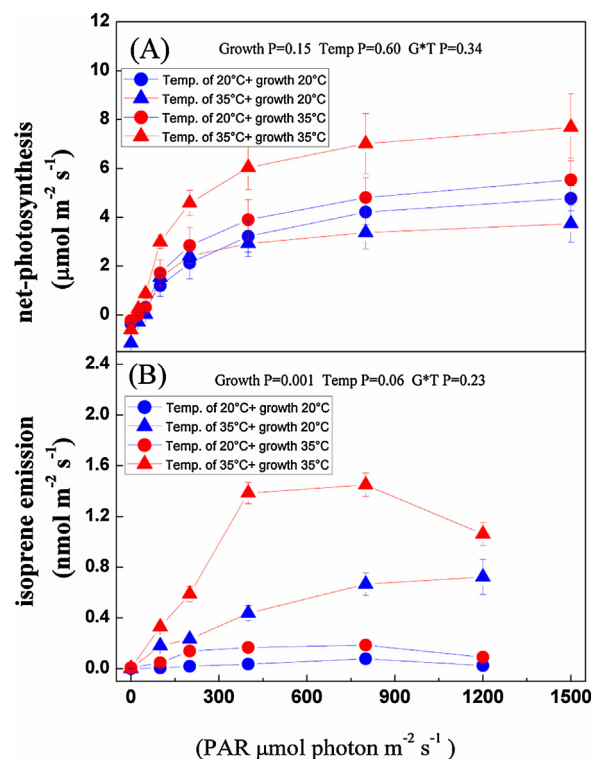 (A)
Growth P=0.15 Temp P=0.60 G*T P=0.34
Temp. of 20°C+ growth 20°C
Temp. of 35°C+ growth 20°C
Temp. of 20°C+ growth 35°C
Temp. of 35°C+ growth 35°C
12
10
8
6
4
2
0
net-photosynthesis
(μmol m-2 s-1)
(B)
Growth P=0.001 Temp P=0.06 G*T P=0.23
Temp. of 20°C+ growth 20°C
Temp. of 35°C+ growth 20°C
Temp. of 20°C+ growth 35°C
Temp. of 35°C+ growth 35°C
2.4
2.0
1.6
1.2
0.8
0.4
0.0
isoprene emission
(nmol m-2 s-1)
0 300 600 900 1200 1500
(PAR μmol photon m-2 s-1)